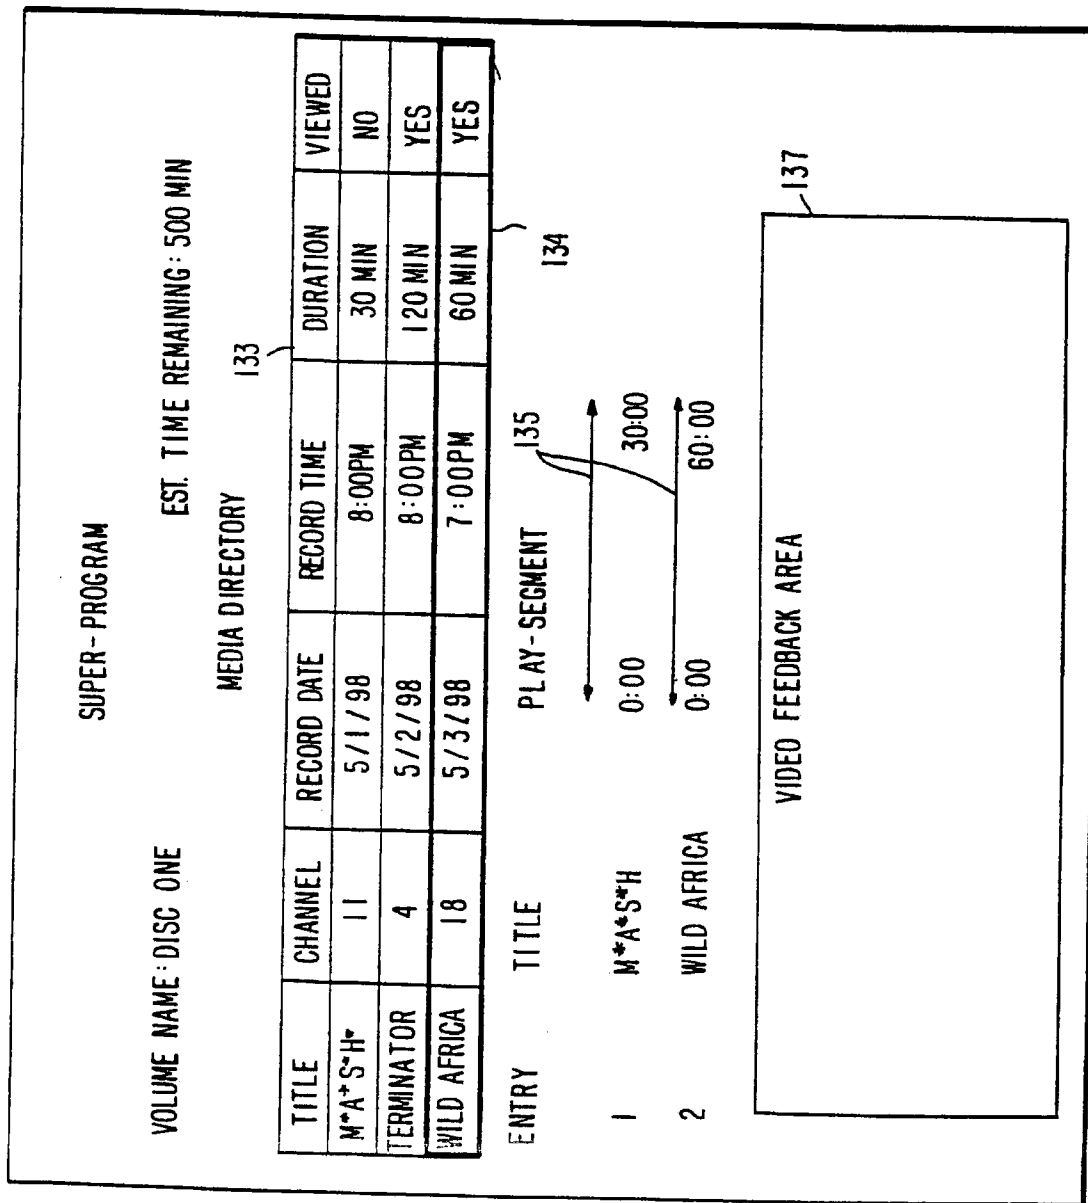 SUPER-PROGRAM
VOLUME NAME: DISC ONE EST. TIME REMAINING: 500 MIN
MEDIA DIRECTORY
133
TITLE CHANNEL RECORD DATE RECORD TIME DURATION VIEWED
M*A*S*H* 11 5/1/98 8:00PM 30 MIN NO
TERMINATOR 4 5/2/98 8:00PM 120 MIN YES
WILD AFRICA 18 5/3/98 7:00PM 60 MIN YES
134
ENTRY TITLE PLAY-SEGMENT 135
1 M*A*S*H 0:00 30:00
2 WILD AFRICA 0:00 60:00
137
VIDEO FEEDBACK AREA